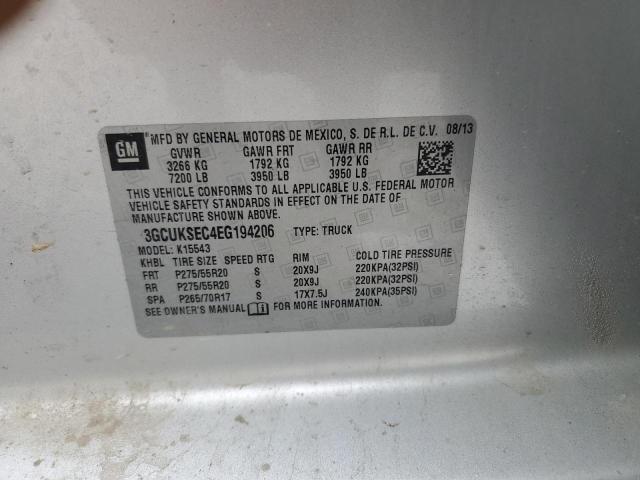 GM ®MFD BY GENERAL MOTORS DE MEXICO, S. DE R.L. DE C.V. 08/13
GVWR GAWR FRT GAWR RR
3266 KG 1792 KG 1792 KG
7200 LB 3950 LB 3950 LB
THIS VEHICLE CONFORMS TO ALL APPLICABLE U.S. FEDERAL MOTOR
VEHICLE SAFETY STANDARDS IN EFFECT ON THE DATE OF
MANUFACTURE SHOWN ABOVE.
3GCUKSEC4EG194206 TYPE: TRUCK
MODEL: K15543
KHBL TIRE SIZE SPEED RTG RIM COLD TIRE PRESSURE
FRT P275/55R20 S 20X9J 220KPA(32PSI)
RR P275/55R20 S 20X9J 220KPA(32PSI)
SPA P265/70R17 S 17X7.5J 240KPA(35PSI)
SEE OWNER'S MANUAL FOR MORE INFORMATION.